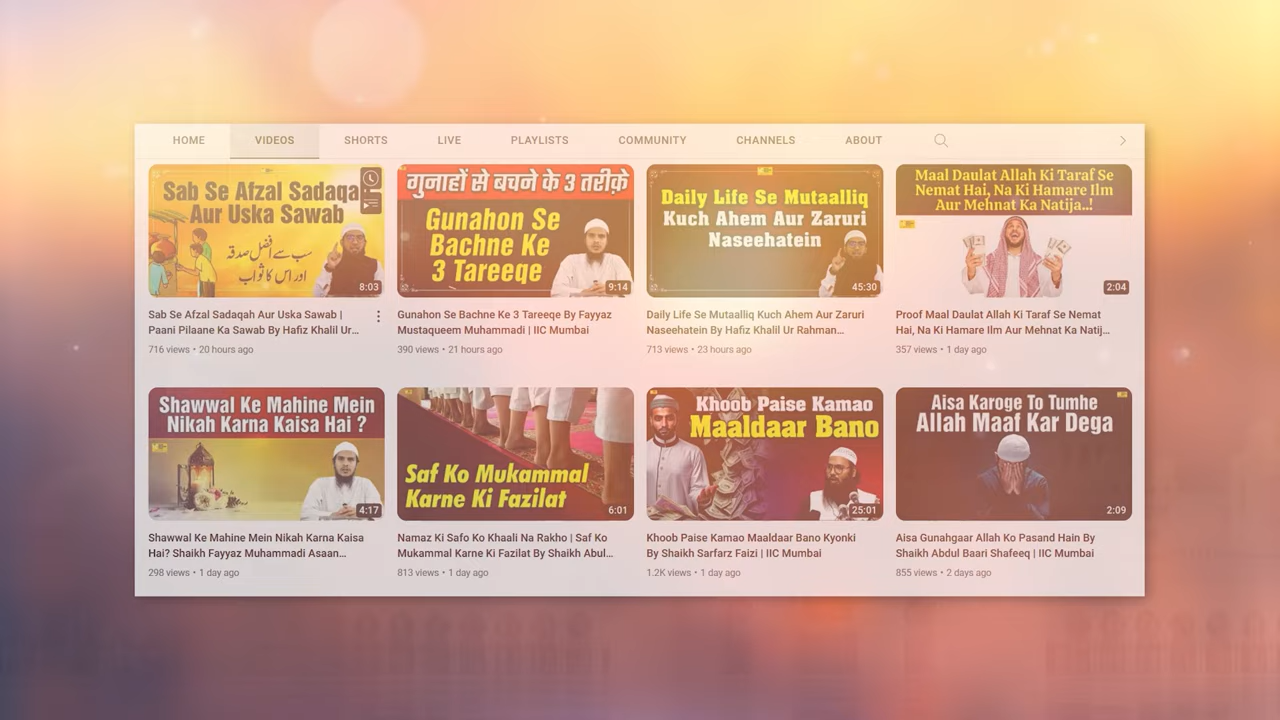 HOME
VIDEOS
SHORTS
LIVE
PLAYLISTS
COMMUNITY
CHANNELS
ABOUT
Sab Se Afzal Sadaqa
Aur Uska Sawab
سب سے افضل صدقہ
اور اس کا ثواب
8:03
Sab Se Afzal Sadaqah Aur Uska Sawab |
Paani Pilaane Ka Sawab By Hafiz Khalil Ur...
716 views • 20 hours ago
गुनाहों से बचने के 3 तरीक़े
Gunahon Se
Bachne Ke
3 Tareeqe
9:14
Gunahon Se Bachne Ke 3 Tareeqe By Fayyaz
Mustaqeem Muhammadi | IIC Mumbai
390 views • 21 hours ago
Daily Life Se Mutaalliq
Kuch Ahem Aur Zaruri
Naseehatein
45:30
Daily Life Se Mutaalliq Kuch Ahem Aur Zaruri
Naseehatein By Hafiz Khalil Ur Rahman...
713 views • 23 hours ago
Maal Daulat Allah Ki Taraf Se
Nemat Hai, Na Ki Hamare Ilm
Aur Mehnat Ka Natija..!
2:04
Proof Maal Daulat Allah Ki Taraf Se Nemat
Hai, Na Ki Hamare Ilm Aur Mehnat Ka Natij...
357 views • 1 day ago
Shawwal Ke Mahine Mein
Nikah Karna Kaisa Hai ?
4:17
Shawwal Ke Mahine Mein Nikah Karna Kaisa
Hai? Shaikh Fayyaz Muhammadi Asaan...
298 views • 1 day ago
Saf Ko Mukammal
Karne Ki Fazilat
6:01
Namaz Ki Safo Ko Khaali Na Rakho | Saf Ko
Mukammal Karne Ki Fazilat By Shaikh Abul...
813 views • 1 day ago
Khoob Paise Kamao
Maaldaar Bano
25:01
Khoob Paise Kamao Maaldaar Bano Kyonki
By Shaikh Sarfarz Faizi | IIC Mumbai
1.2K views • 1 day ago
Aisa Karoge To Tumhe
Allah Maaf Kar Dega
2:09
Aisa Gunahgaar Allah Ko Pasand Hain By
Shaikh Abdul Baari Shafeeq | IIC Mumbai
855 views • 2 days ago